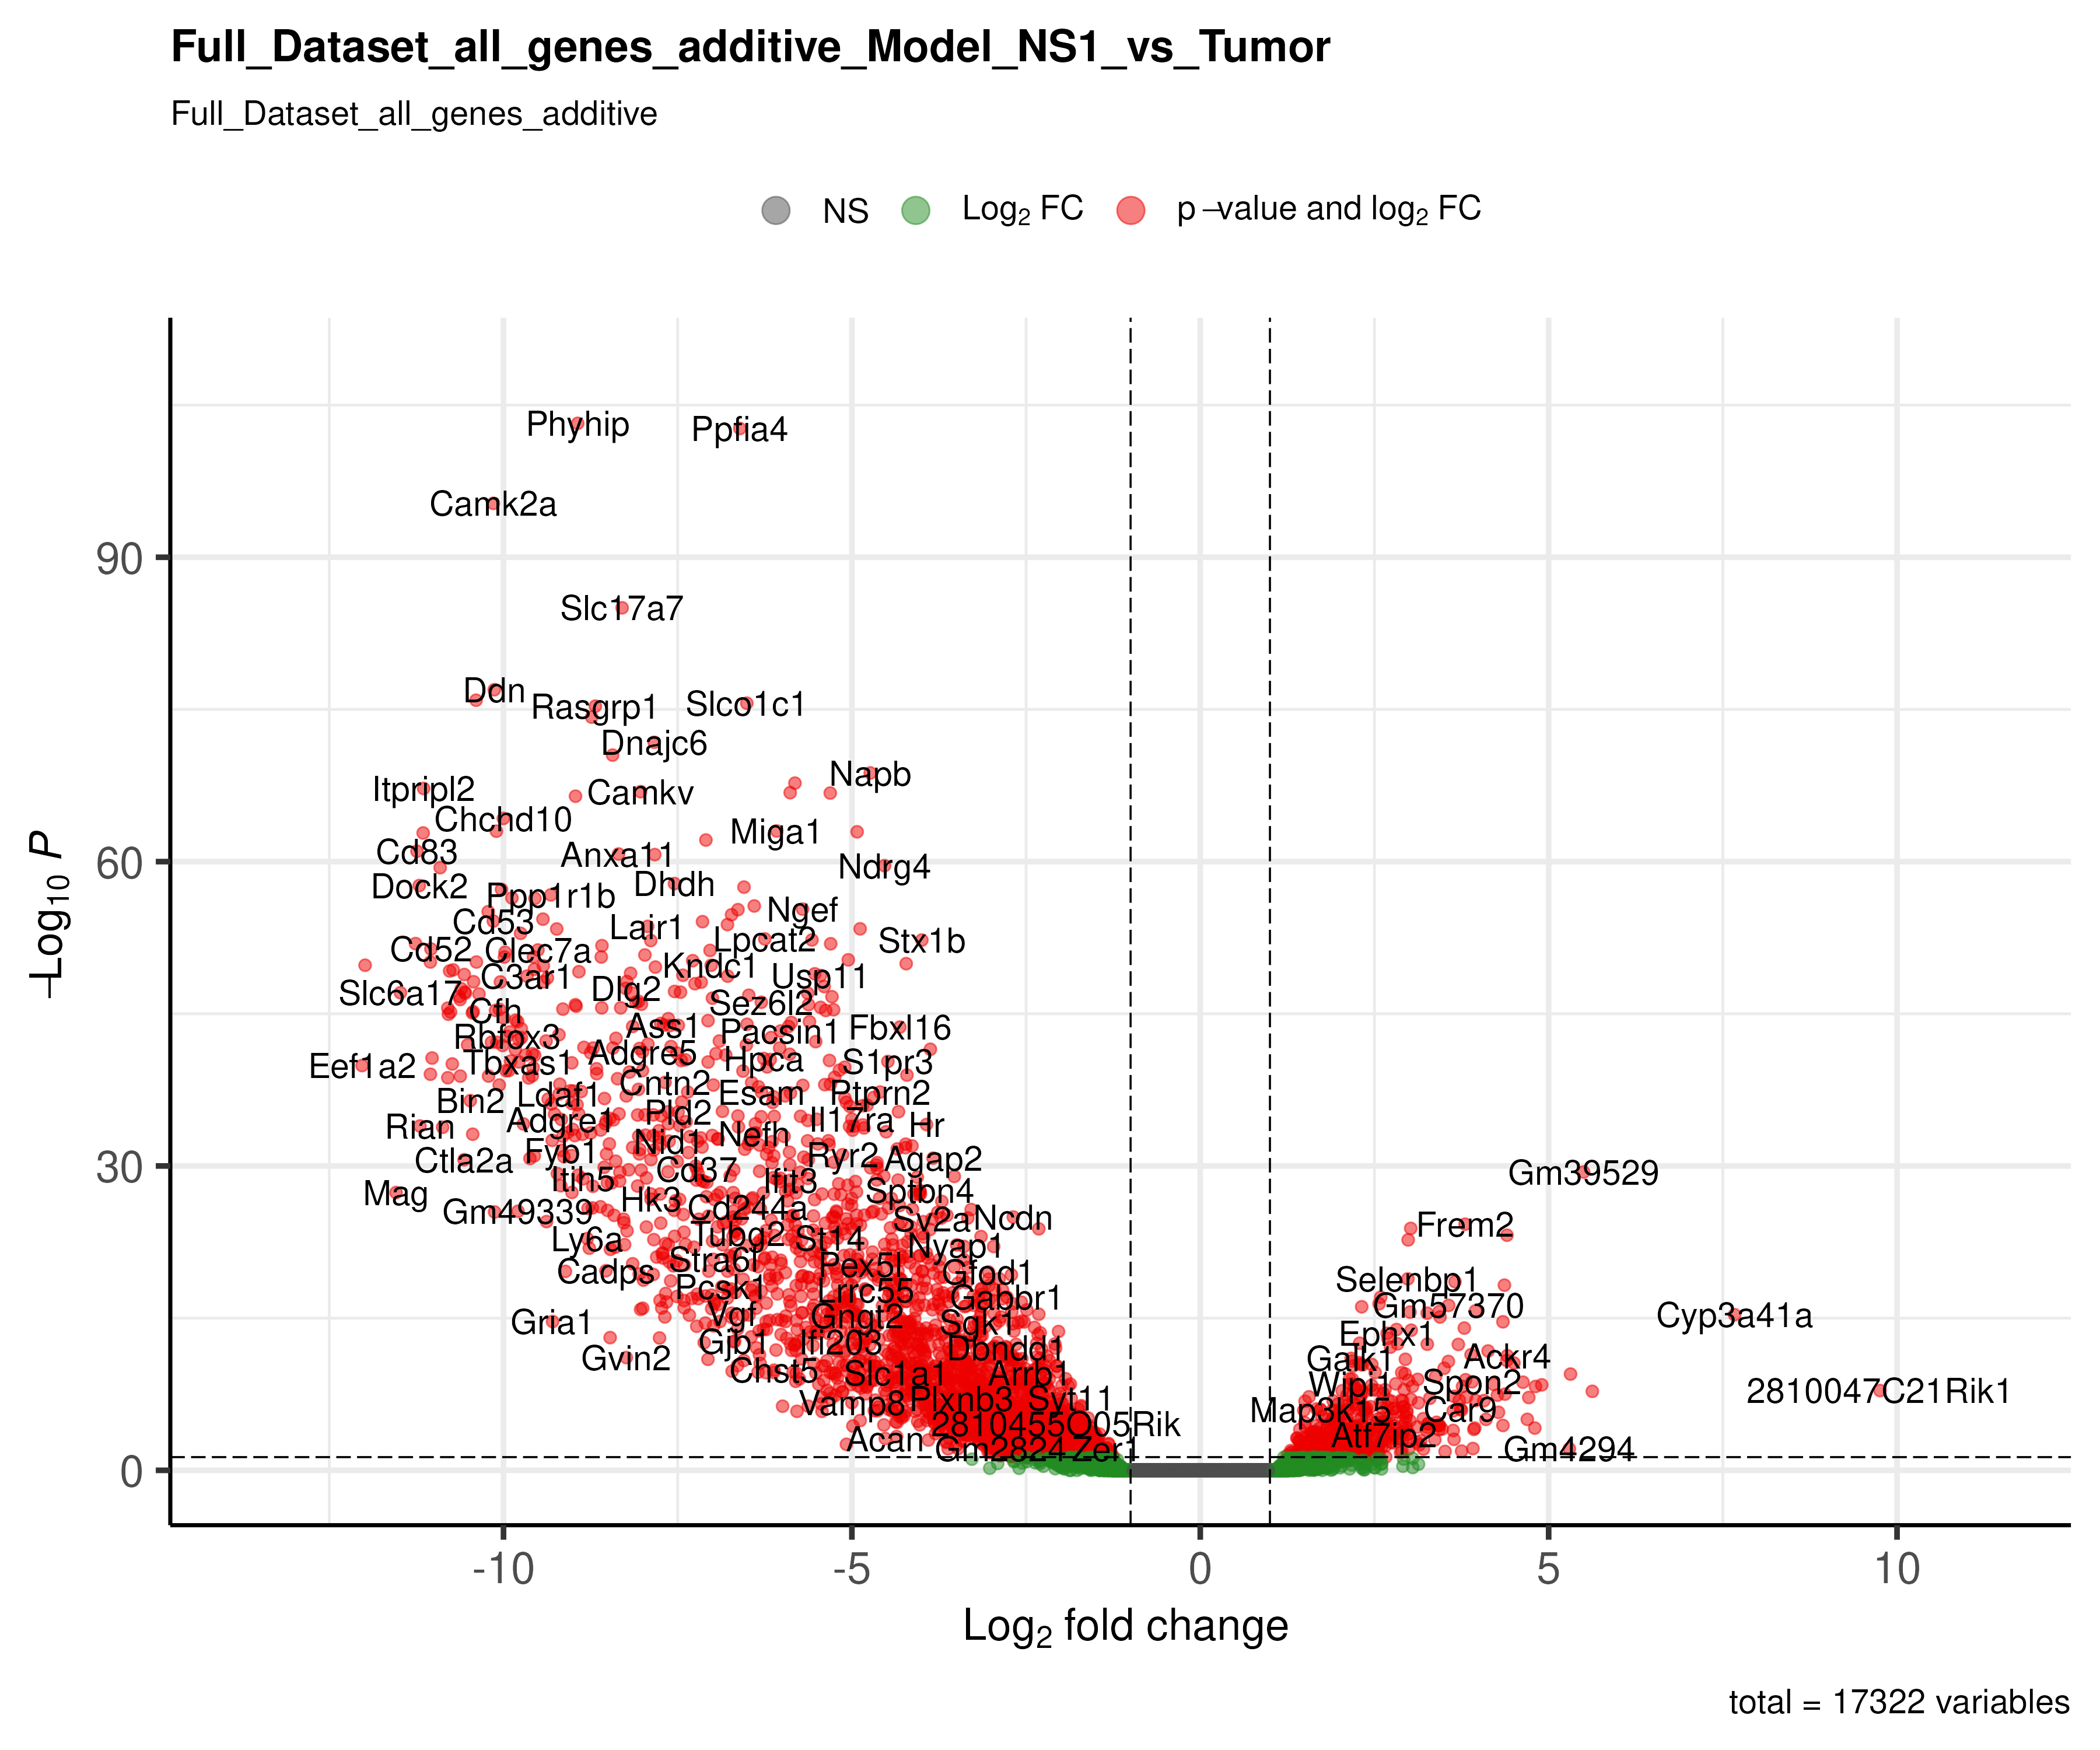 Full_Dataset_all_genes_additive_Model_NS1_vs_Tumor
Full_Dataset_all_genes_additive
NS Log2 FC p–value and log2 FC
Phyhip Ppfia4
Camk2a
90
Slc17a7
Ddn Rasgrp1 Slco1c1
Dnajc6
Napb
Itpripl2 Camkv
Chchd10 Miga1
60
Cd83 Anxa11 Ndrg4
Dock2 Ppp1r1b Dhdh
Cd53 Lair1 Ngef
Cd52 Clec7a Lpcat2 Stx1b
C3ar1 Kndc1 Usp11
Slc6a17 Dlg2
Cfh Sez6l2
Rbfox3 Ass1 Pacsin1 Fbxl16
Eef1a2 Tbxas1 Adgre5 Hpca S1pr3
Bin2 Ldaf1 Cntn2 Esam Ptprn2
Rian Adgre1 Pld2 Il17ra Hr
Nid1 Nefh
Ctla2a Fyb1 Ryr2 Agap2
30
Mag Itih5 Cd37 Ifit3 Sptbn4 Gm39529
Gm49339 Hk3 Cd244a Sv2a Ncdn Frem2
Ly6a Tubg2 St14 Nyap1
Cadps Stra6l Pex5l Gfod1 Selenbp1
Pcsk1 Lrrc55 Gabbr1 Gm57370
Gria1 Vgf Gngt2 Sgk1 Ephx1 Cyp3a41a
Gvin2 Gjb1 Ifi203 Dbndd1 Galk1 Ackr4
Chst5 Slc1a1 Arrb1 Wipi1 Spon2
Vamp8 Plxnb3 Syt11 Map3k15 Car9 2810047C21Rik1
2810455O05Rik
Acan Gm2824 Zer1 Atf7ip2 Gm4294
0
–Log10 P
-10 -5 0 5 10
Log2 fold change
total = 17322 variables